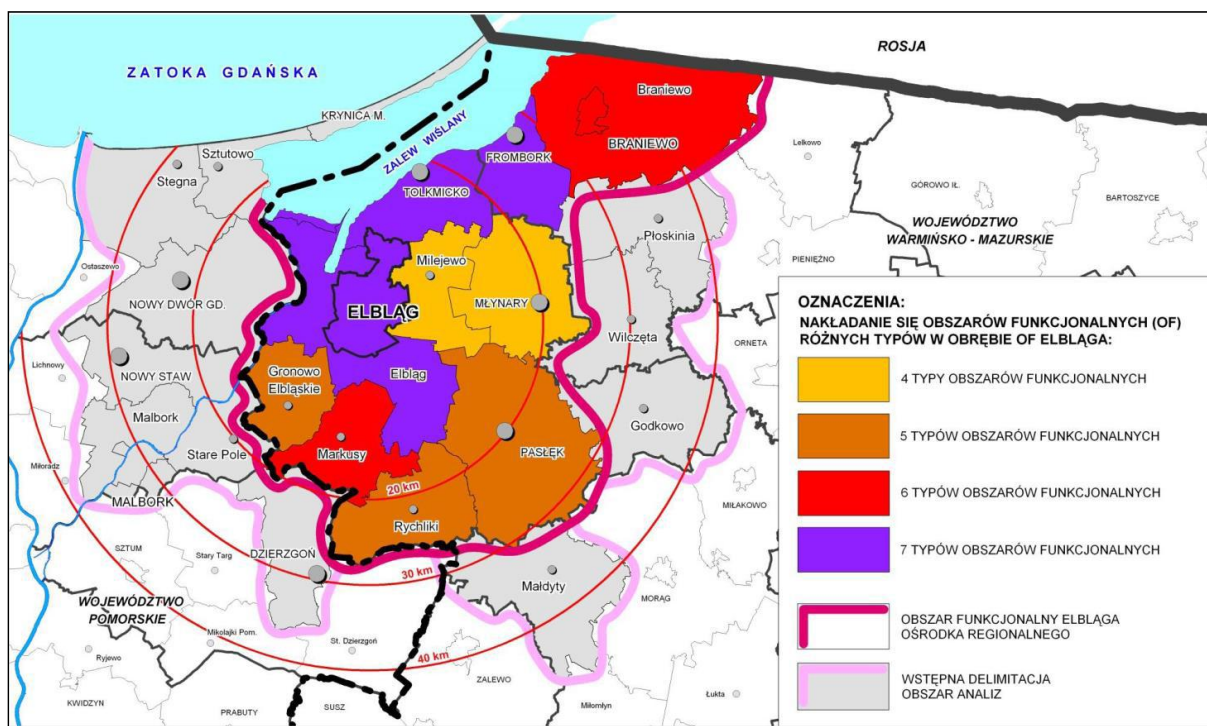 ROSJA
ZATOKA GDAŃSKA
Braniewo
KRYNICA M.
BRANIEWO
ZALEW WIŚLANY
FROMBORK
Sztutowo
Stegna
TOLKMICKO
Lelkowo
GÓROWO IŁ.
BARTOSZYCE
WOJEWÓDZTWO
WARMIŃSKO - MAZURSKIE
Płoskinia
PIENIĘŻNO
Ostaszewo
Milejewo
NOWY DWÓR GD.
MŁYNARY
ELBLĄG
Wilczęta
ORNETA
Lichnowy
NOWY STAW
Gronowo
Elbląskie
Elbląg
Malbork
Godkowo
Stare Pole
Markusy
PASŁĘK
Miłoradz
MALBORK
20 km
MIŁAKOWO
Rychliki
SZTUM
Stary Targ
DZIERZGOŃ
30 km
Małdyty
MORĄG
WOJEWÓDZTWO
POMORSKIE
Mikołajki Pom.
St. Dzierzgoń
40 km
Ryjewo
ZALEWO
Łukta
KWIDZYN
PRABUTY
SUSZ
Miłomłyn
OZNACZENIA:
NAKŁADANIE SIĘ OBSZARÓW FUNKCJONALNYCH (OF)
RÓŻNYCH TYPÓW W OBRĘBIE OF ELBLĄGA:
4 TYPY OBSZARÓW FUNKCJONALNYCH
5 TYPÓW OBSZARÓW FUNKCJONALNYCH
6 TYPÓW OBSZARÓW FUNKCJONALNYCH
7 TYPÓW OBSZARÓW FUNKCJONALNYCH
OBSZAR FUNKCJONALNY ELBLĄGA
OŚRODKA REGIONALNEGO
WSTĘPNA DELIMITACJA
OBSZAR ANALIZ